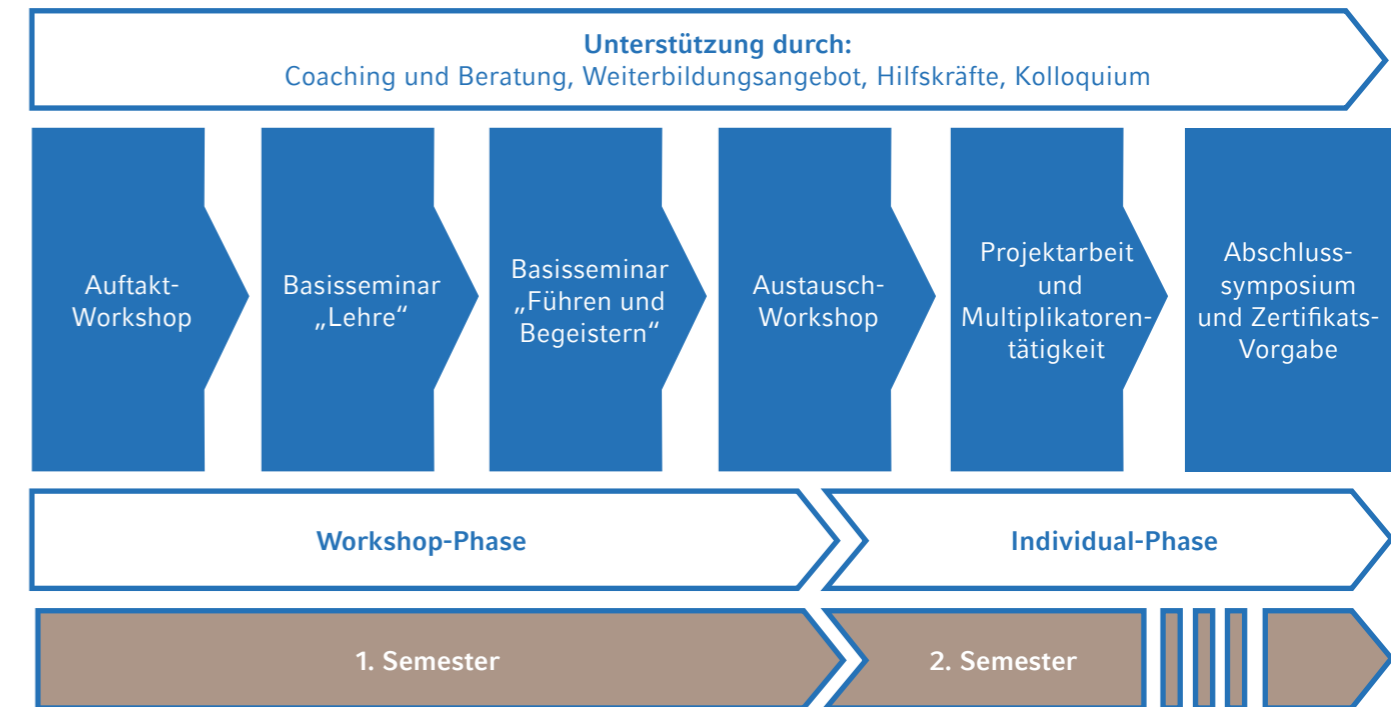 Unterstützung durch:
Coaching und Beratung, Weiterbildungsangebot, Hilfskräfte, Kolloquium
Auftakt-
Workshop
Basisseminar
„Lehre“
Basisseminar
„Führen und
Begeistern“
Austausch-
Workshop
Projektarbeit
und
Multiplikatoren-
tätigkeit
Abschluss-
symposium
und Zertifikats-
Vorgabe
Workshop-Phase
Individual-Phase
1. Semester
2. Semester